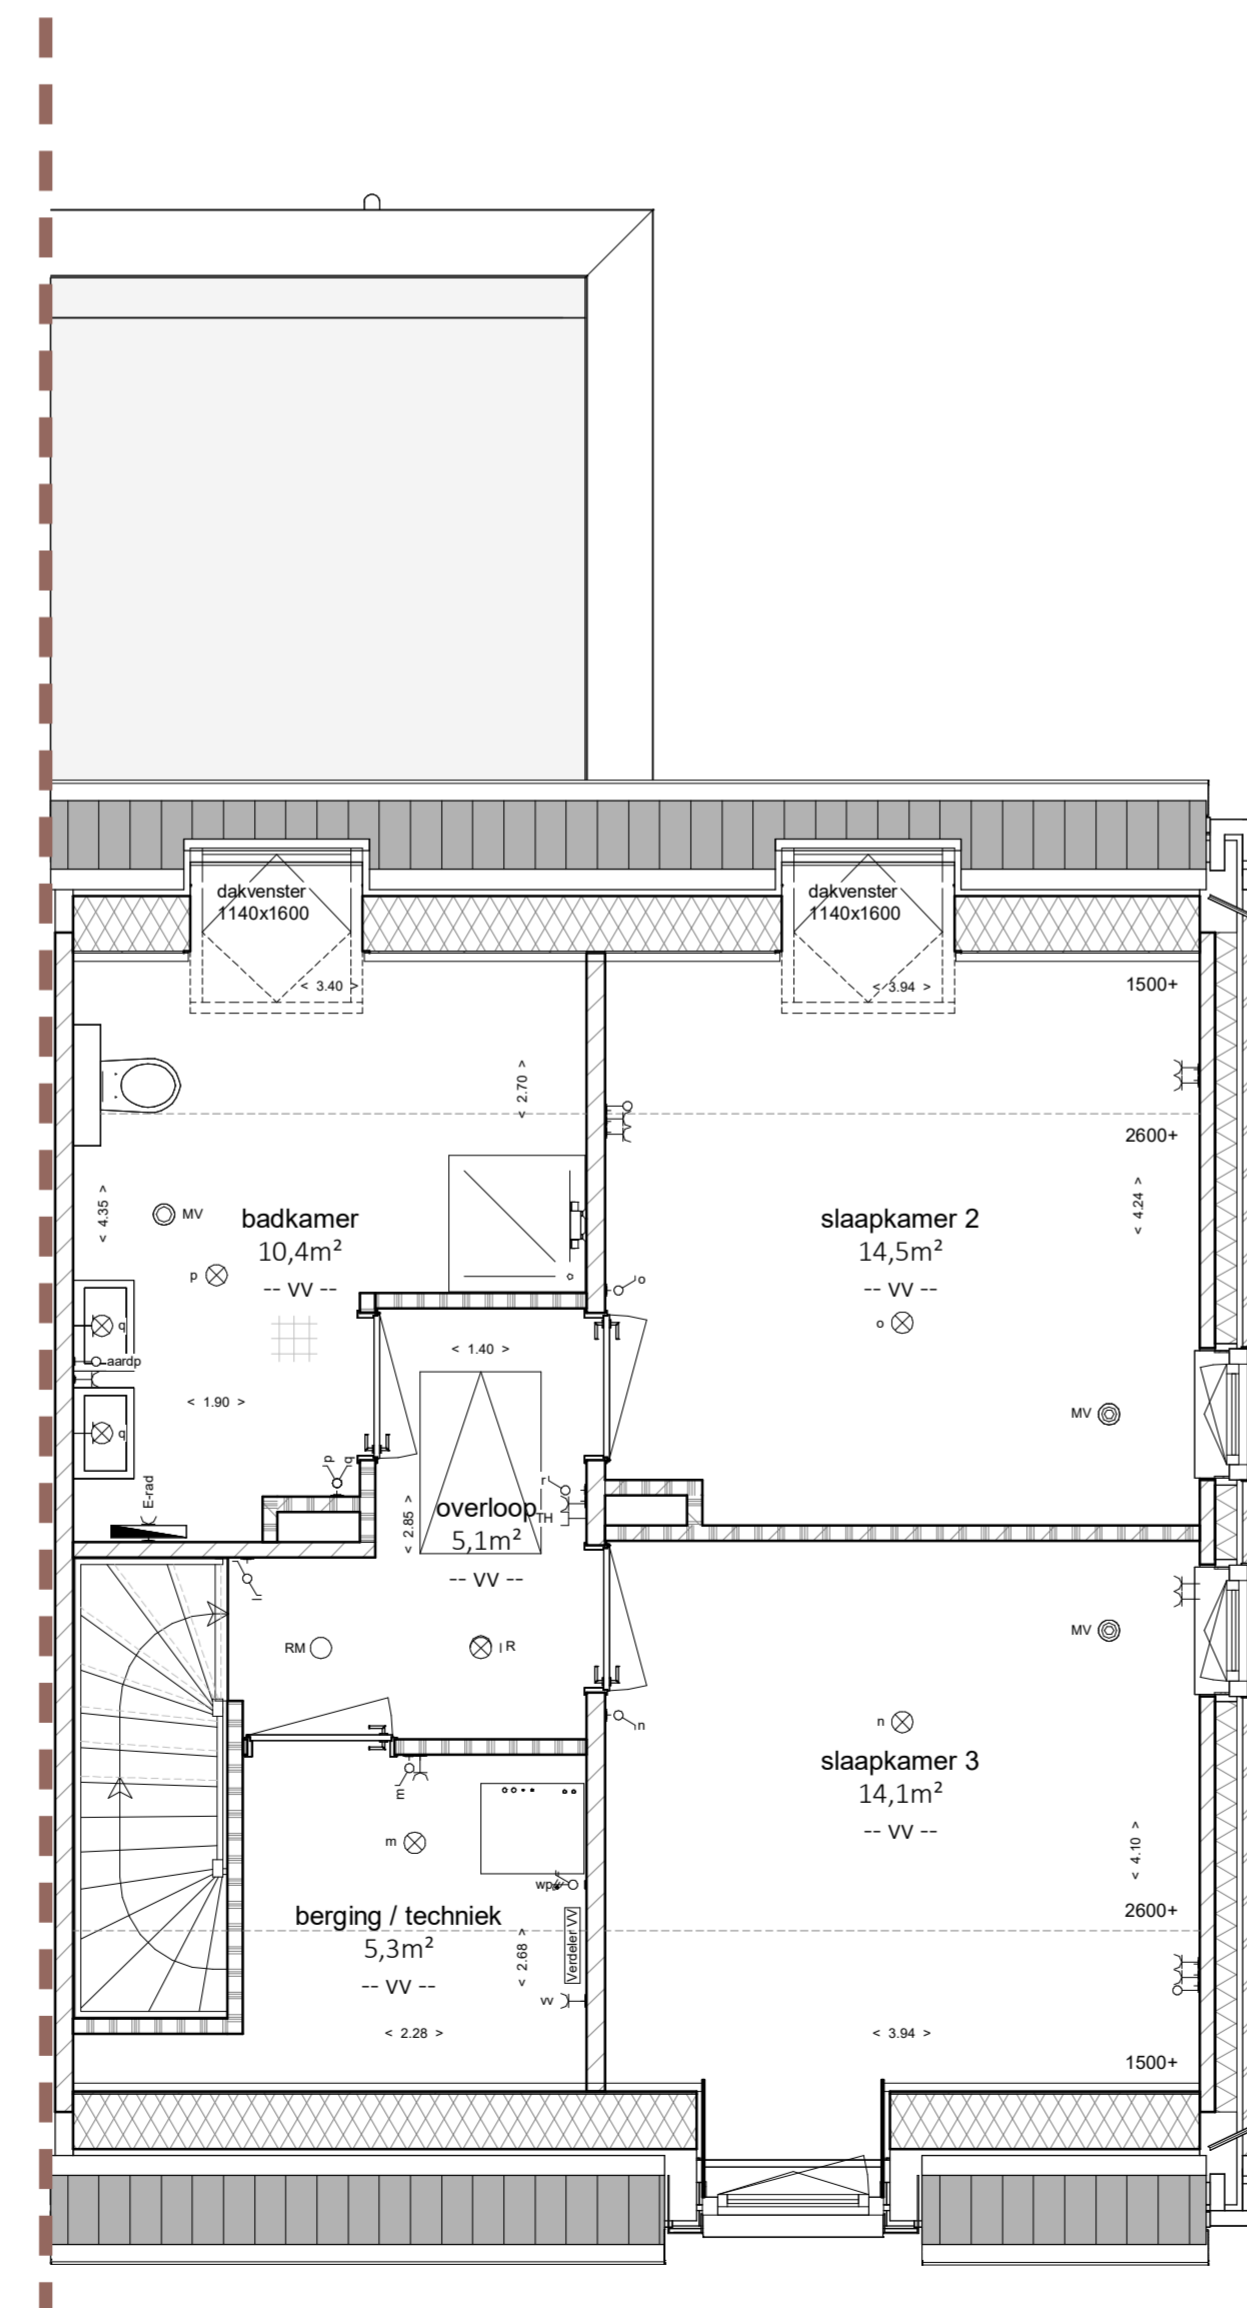 dakvenster
1140x1600
dakvenster
1140x1600
< 3.40 >
< 3.94 >
1500+
< 2.70 >
2600+
< 4.35 >
MV
badkamer
10,4m²
-- VV --
p
slaapkamer 2
14,5m²
-- VV --
< 4.24 >
o
o
q
aardp
< 1.40 >
< 1.90 >
q
MV
p
q
E-rad
r
TH
overloop
5,1m²
-- VV --
< 2.85 >
l
RM
l R
MV
n
n
slaapkamer 3
14,1m²
-- VV --
m
m
< 4.10 >
wp
berging / techniek
5,3m²
-- VV --
< 2.68 >
Verdeler VV
vv
2600+
< 2.28 >
< 3.94 >
1500+